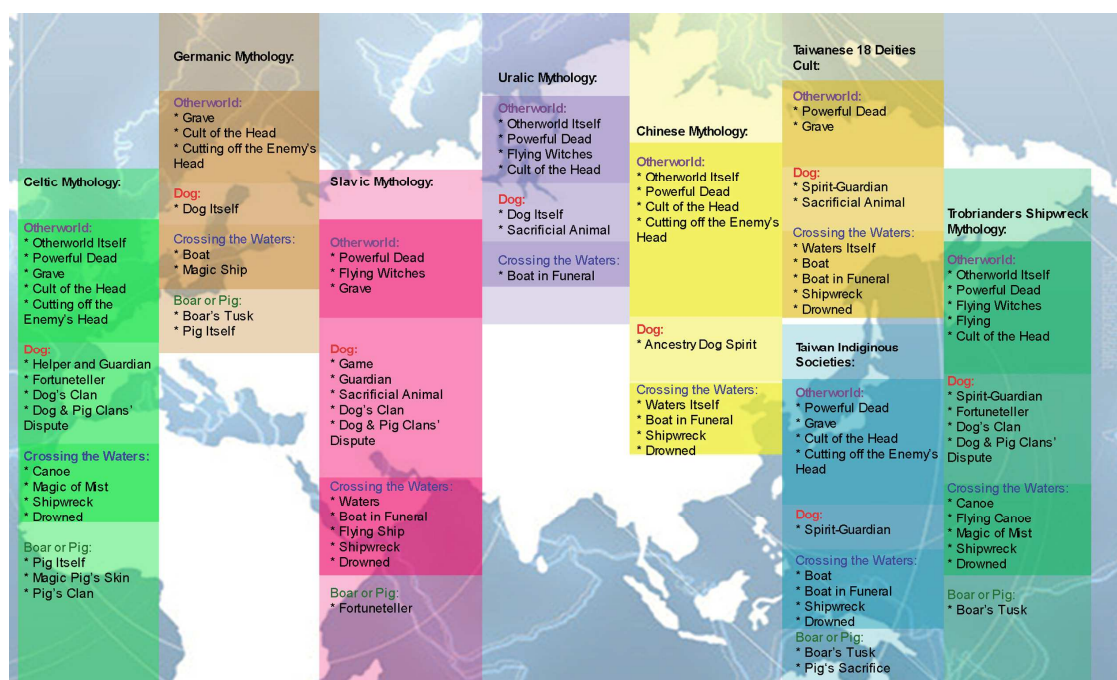 Celtic Mythology:
Otherworld:
* Otherworld Itself
* Powerful Dead
* Grave
* Cult of the Head
* Cutting off the
Enemy's Head
Dog:
* Helper and Guardian
* Fortuneteller
* Dog's Clan
* Dog & Pig Clans'
Dispute
Crossing the Waters:
* Canoe
* Magic of Mist
* Shipwreck
* Drowned
Boar or Pig:
* Pig Itself
* Magic Pig's Skin
* Pig's Clan
Germanic Mythology:
Otherworld:
* Grave
* Cult of the Head
* Cutting off the Enemy's
Head
Dog:
* Dog Itself
Crossing the Waters:
* Boat
* Magic Ship
Boar or Pig:
* Boar's Tusk
* Pig Itself
Slavic Mythology:
Otherworld:
* Powerful Dead
* Flying Witches
* Grave
Dog:
* Game
* Guardian
* Sacrificial Animal
* Dog's Clan
* Dog & Pig Clans'
Dispute
Crossing the Waters:
* Waters
* Boat in Funeral
* Flying Ship
* Shipwreck
* Drowned
Boar or Pig:
* Fortuneteller
Uralic Mythology:
Otherworld:
* Otherworld Itself
* Powerful Dead
* Flying Witches
* Cult of the Head
Dog:
* Dog Itself
* Sacrificial Animal
Crossing the Waters:
* Boat in Funeral
Chinese Mythology:
Otherworld:
* Otherworld Itself
* Powerful Dead
* Cult of the Head
* Cutting off the Enemy's
Head
Dog:
* Ancestry Dog Spirit
Crossing the Waters:
* Waters Itself
* Boat in Funeral
* Shipwreck
* Drowned
Taiwanese 18 Deities
Cult:
Otherworld:
* Powerful Dead
* Grave
Dog:
* Spirit-Guardian
* Sacrificial Animal
Crossing the Waters:
* Waters Itself
* Boat
* Boat in Funeral
* Shipwreck
* Drowned
Taiwan Indiginous
Societies:
Otherworld:
* Powerful Dead
* Grave
* Cult of the Head
* Cutting off the Enemy's
Head
Dog:
* Spirit-Guardian
Crossing the Waters:
* Boat
* Boat in Funeral
* Shipwreck
* Drowned
Boar or Pig:
* Boar's Tusk
* Pig's Sacrifice
Trobrianders Shipwreck
Mythology:
Otherworld:
* Otherworld Itself
* Powerful Dead
* Flying Witches
* Flying
* Cult of the Head
Dog:
* Spirit-Guardian
* Fortuneteller
* Dog's Clan
* Dog & Pig Clans'
Dispute
Crossing the Waters:
* Canoe
* Flying Canoe
* Magic of Mist
* Shipwreck
* Drowned
Boar or Pig:
* Boar's Tusk